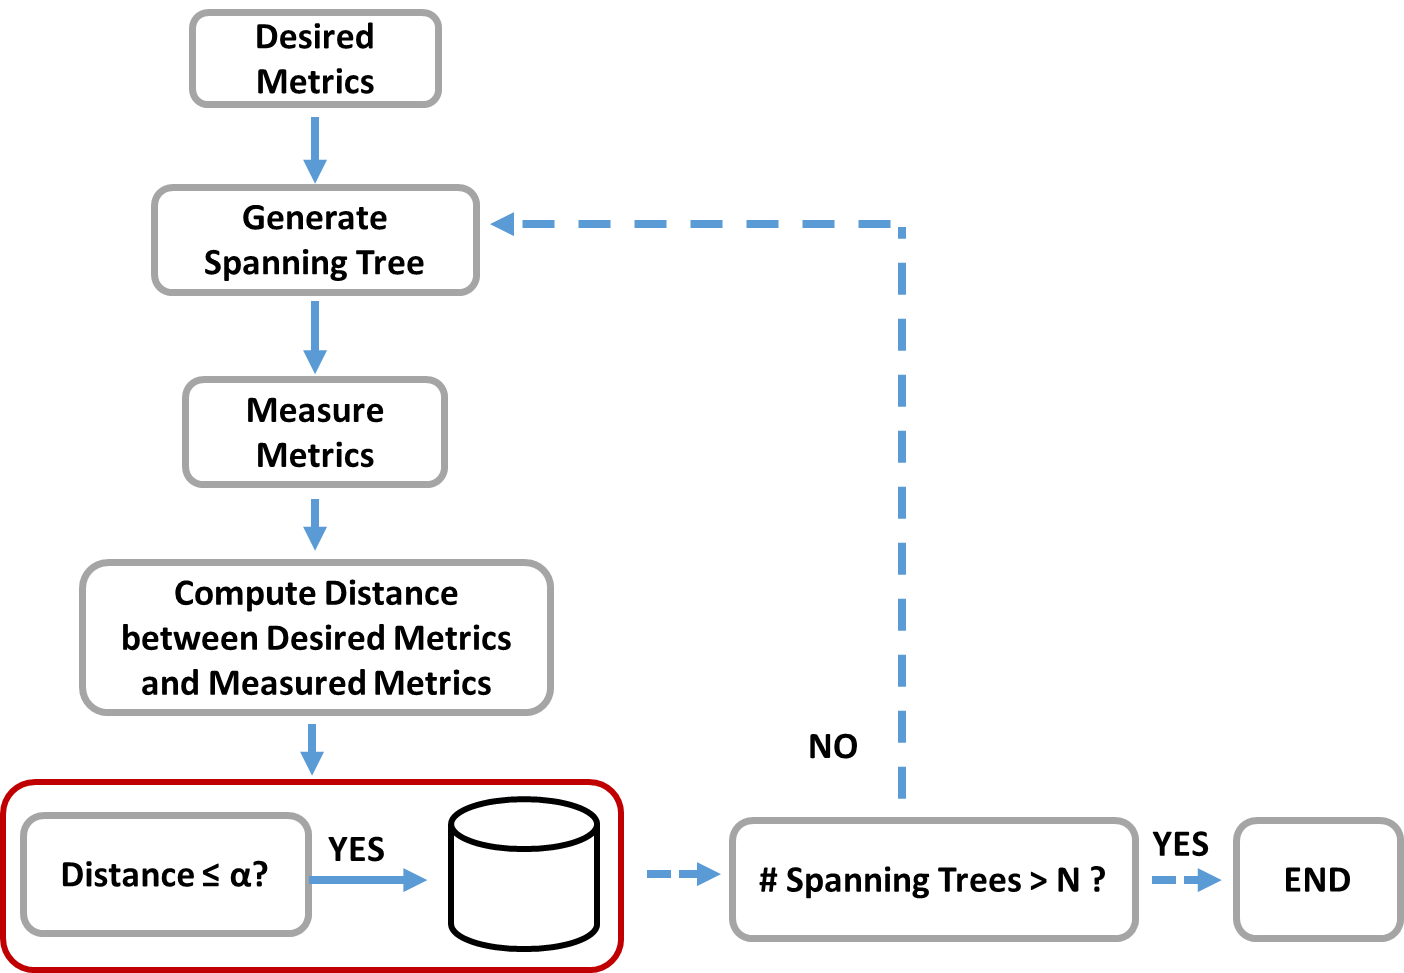 Desired
Metrics
Generate
Spanning Tree
Measure
Metrics
Compute Distance
between Desired Metrics
and Measured Metrics
NO
Distance ≤ α?
YES
# Spanning Trees > N ?
YES
END